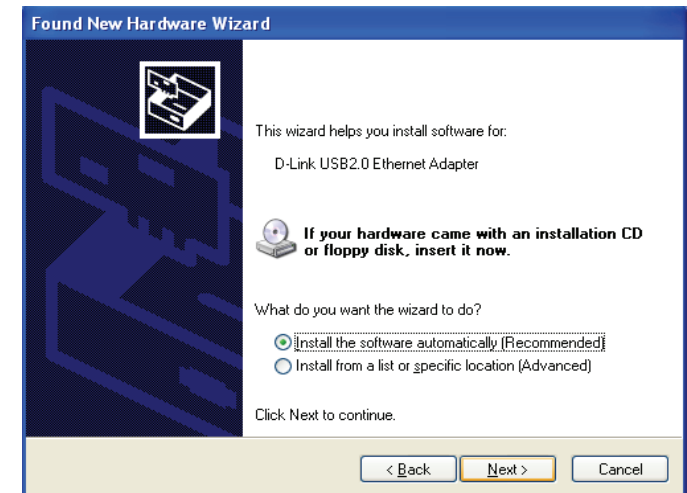 Found New Hardware Wizard
This wizard helps you install software for:
D-Link USB2.0 Ethernet Adapter
If your hardware came with an installation CD
or floppy disk, insert it now.
What do you want the wizard to do?
Install the software automatically (Recommended)
Install from a list or specific location (Advanced)
Click Next to continue.
< Back Next > Cancel